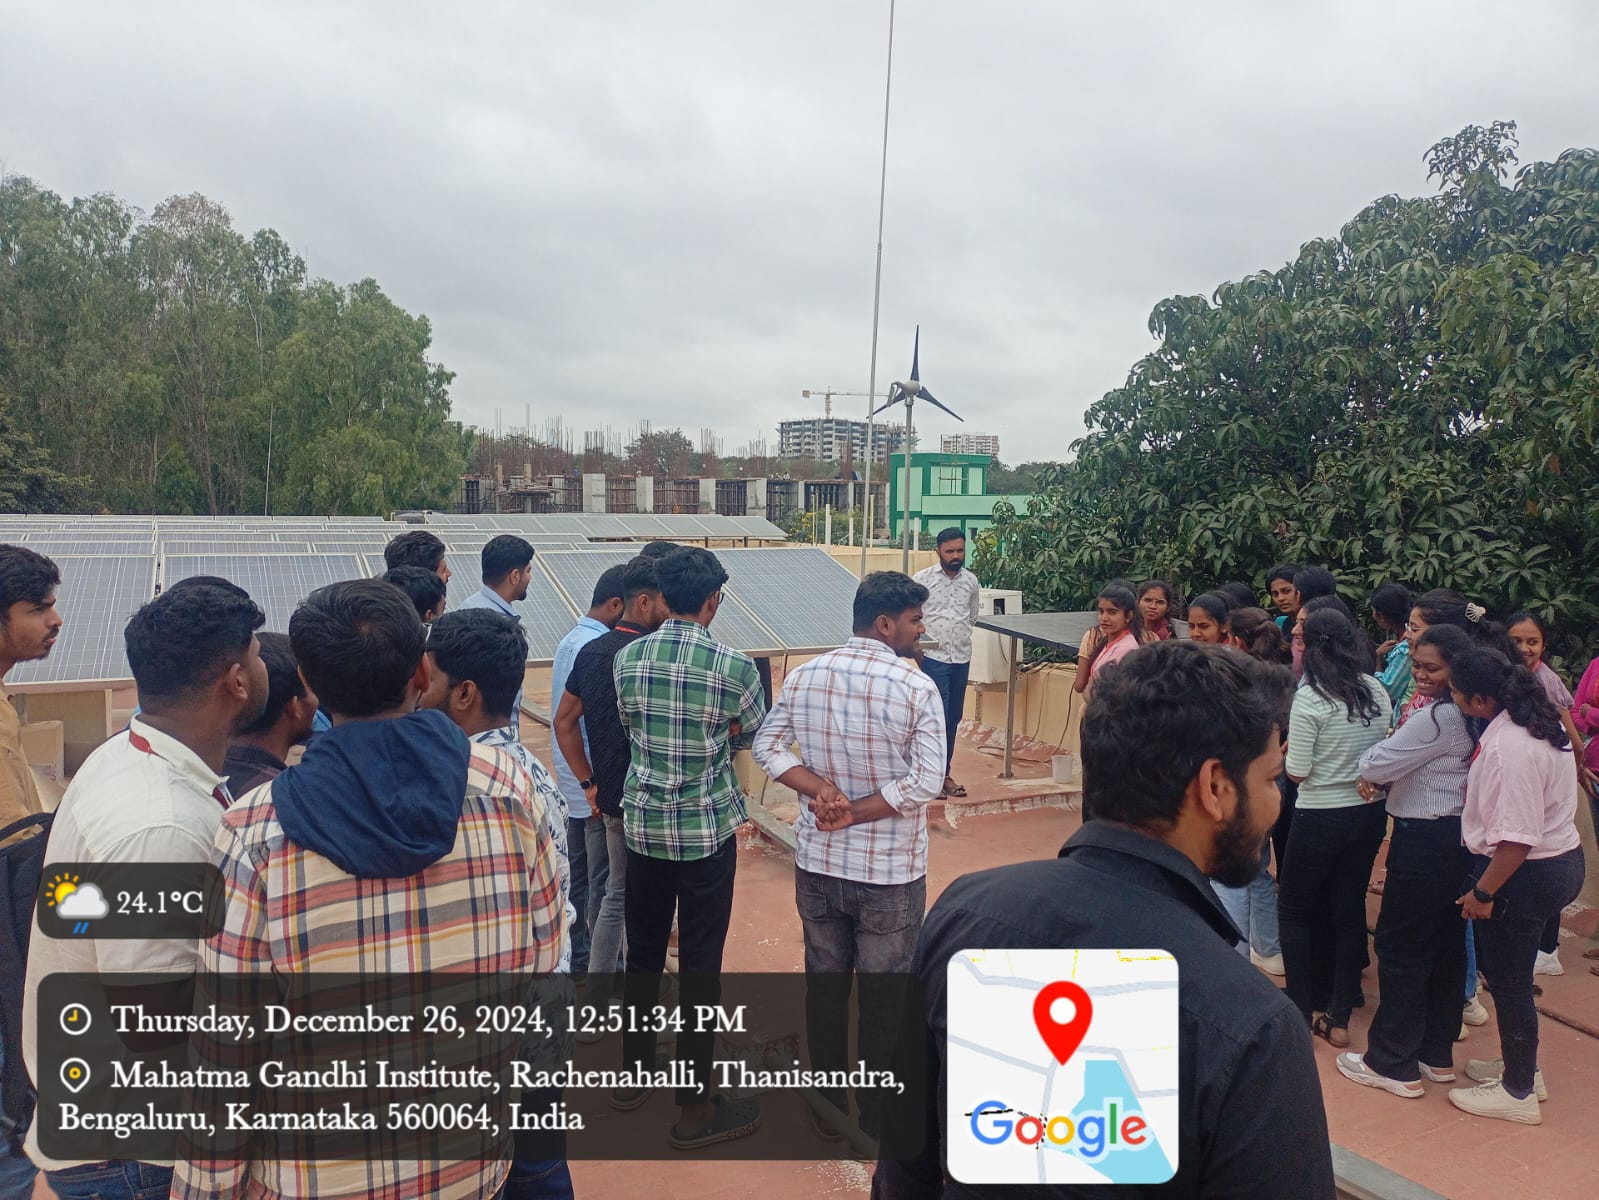 24.1°C
Thursday, December 26, 2024, 12:51:34 PM
Mahatma Gandhi Institute, Rachenahalli, Thanisandra,
Bengaluru, Karnataka 560064, India
Google
crocs